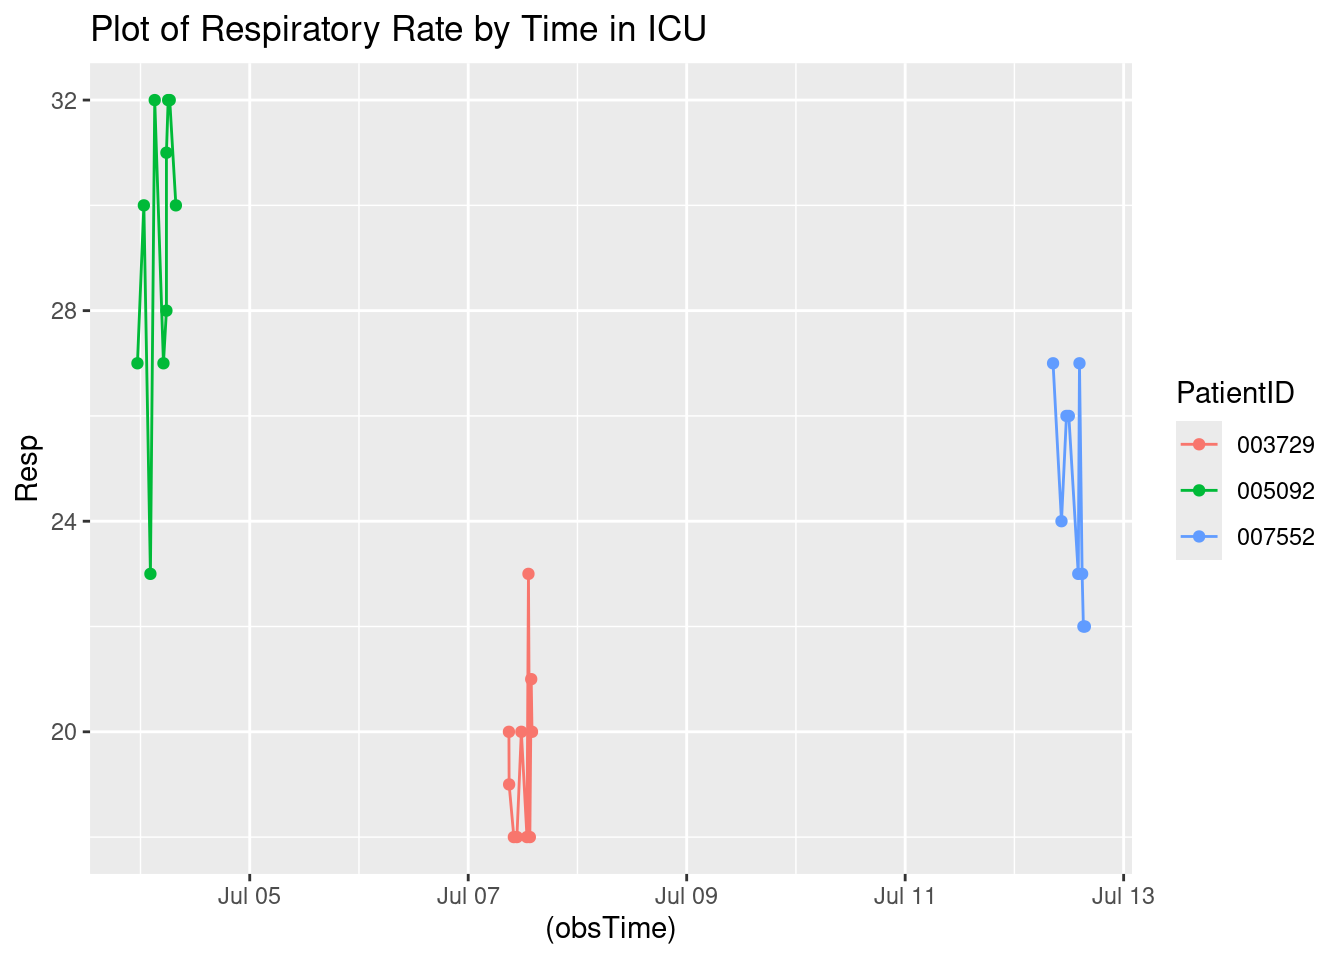 Plot of Respiratory Rate by Time in ICU
32
28
24
20
Resp
Jul 05 Jul 07 Jul 09 Jul 11 Jul 13
(obsTime)
PatientID
003729
005092
007552